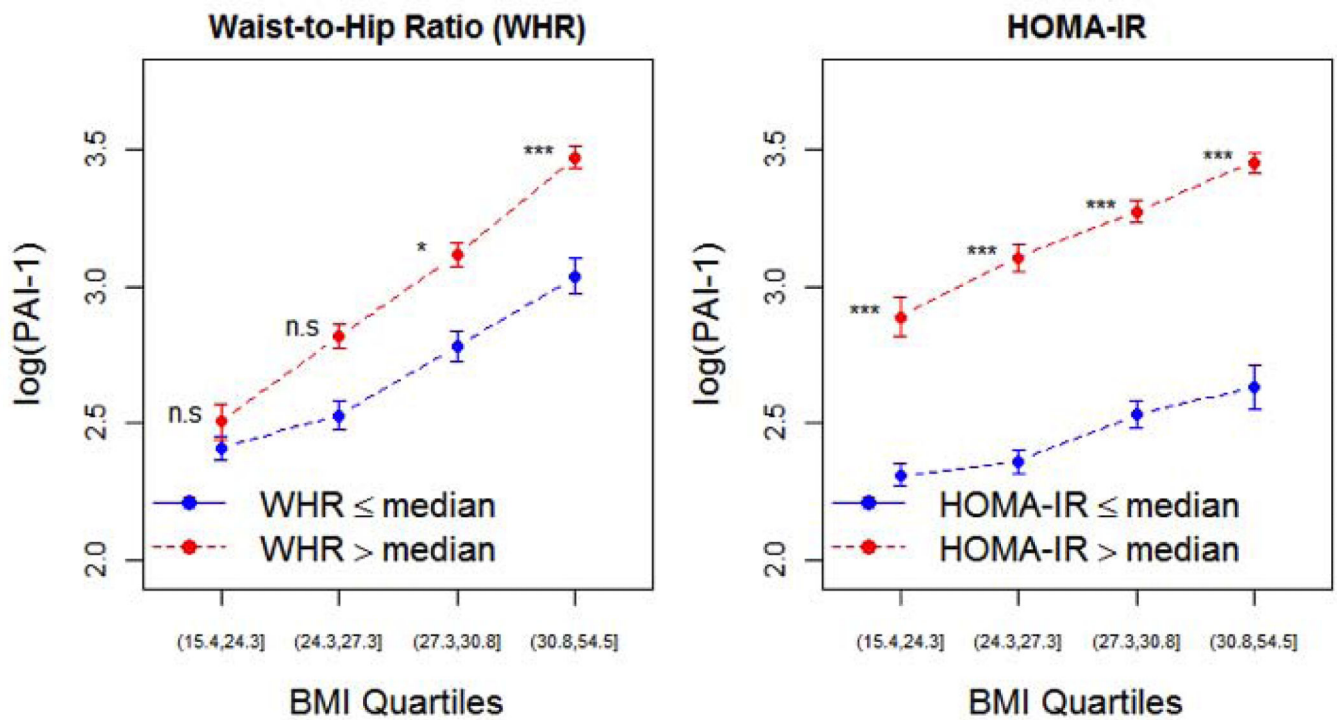 Waist-to-Hip Ratio (WHR)
log(PAI-1)
3.5
3.0
2.5
2.0
n.s
n.s
*
***
WHR ≤ median
WHR > median
(15.4,24.3]
(24.3,27.3]
(27.3,30.8]
(30.8,54.5]
BMI Quartiles
HOMA-IR
log(PAI-1)
3.5
3.0
2.5
2.0
***
***
***
***
HOMA-IR ≤ median
HOMA-IR > median
(15.4,24.3]
(24.3,27.3]
(27.3,30.8]
(30.8,54.5]
BMI Quartiles